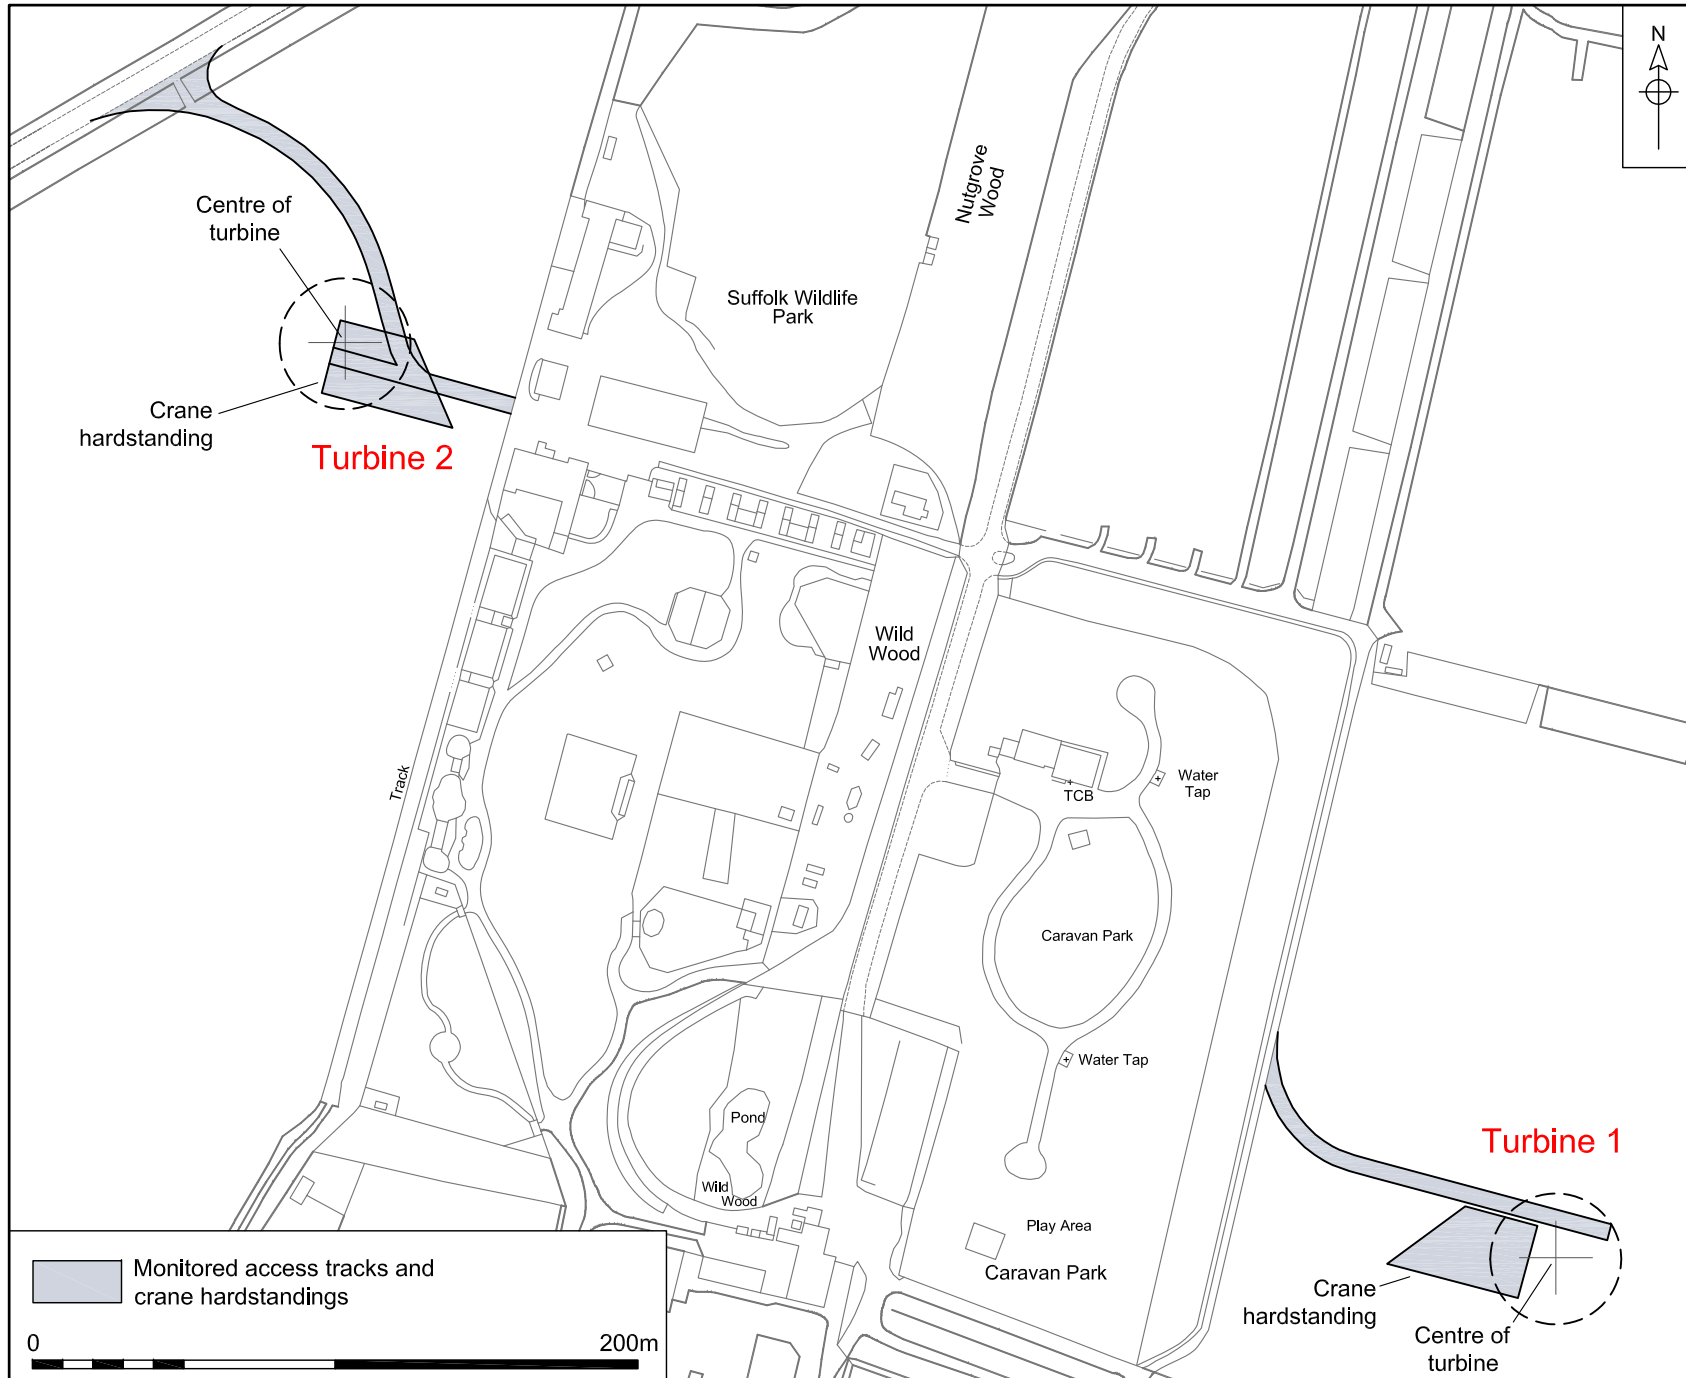 N
Centre of
turbine
Nutgrove
Wood
Suffolk Wildlife
Park
Crane
hardstanding
Turbine 2
Wild
Wood
Track
Water
Tap
TCB
Caravan Park
Water Tap
Pond
Turbine 1
Wild
Wood
Play Area
Caravan Park
Crane
hardstanding
Centre of
turbine
Monitored access tracks and
crane hardstandings
0 200m